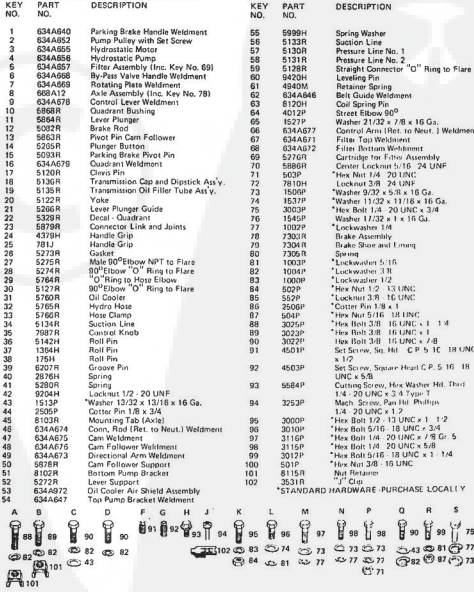 KEY NO. PART NO. DESCRIPTION
1 634A640 Parking Brake Handle Weldment
2 634A652 Pump Pulley with Set Screw
3 634A655 Hydrostatic Motor
4 634A656 Hydrostatic Pump
5 634A657 Filter Assembly (Inc. Key No. 69)
6 634A668 By-Pass Valve Handle Weldment
7 634A669 Rotating Plate Weldment
8 668A12 Axle Assembly (Inc. Key No. 78)
9 634A678 Control Lever Weldment
10 5868R Quadrant Bushing
11 5864R Lever Plunger
12 5082R Brake Rod
13 5863R Pivot Pin Cam Follower
14 5265R Plunger Button
15 5093R Parking Brake Pivot Pin
16 634A679 Quadrant Weldment
17 5120R Clevis Pin
18 5136R Transmission Cap and Dipstick Ass'y.
19 5135R Transmission Oil Filler Tube Ass'y.
20 5122R Yoke
21 5266R Lever Plunger Guide
22 5329R Decal - Quadrant
23 5879R Connector Link and Joints
24 4379H Handle Grip
25 781J Handle Grip
26 5273R Gasket
27 5275R Male 90° Elbow NPT to Flare
28 5274R 90° Elbow "O" Ring to Flare
29 5764R "O" Ring to Hose Elbow
30 5127R 90° Elbow "O" Ring to Flare
31 5760R Oil Cooler
32 5765R Hydro Hose
33 5766R Hose Clamp
34 5134R Suction Line
35 7987R Control Knob
36 5142H Roll Pin
37 1364H Roll Pin
38 175H Roll Pin
39 6207R Groove Pin
40 2876H Spring
41 5280R Spring
42 9204H Locknut 1/2 - 20 UNF
43 1513P *Washer 13/32 X 13/16 x 16 Ga.
44 2505P Cotter Pin 1/8 x 3/4
45 8103R Mounting Tab (Axle)
46 634A674 Conn. Rod (Ret. to Neut.) Weldment
47 634A675 Cam Weldment
48 634A676 Cam Follower Weldment
49 634A673 Directional Arm Weldment
50 5878R Cam Follower Support
51 8102R Bottom Pump Bracket
52 5272R Lever Support
53 634A972 Oil Cooler Air Shield Assembly
54 634A647 Top Pump Bracket Weldment
KEY NO. PART NO. DESCRIPTION
55 5999H Spring Washer
56 5133R Suction Line
57 5130R Pressure Line No. 1
58 5131R Pressure Line No. 2
59 5128R Straight Connector "O" Ring to Flare
60 9420H Leveling Pin
61 4940M Retainer Spring
62 634A646 Belt Guide Weldment
63 8120H Coil Spring Pin
64 4012P Street Elbow 90°
65 1527P Washer 21/32 x 7/8 x 16 Ga.
66 634A677 Control Arm (Ret. to Neut.) Weldment
67 634A671 Filter Top Weldment
68 634A672 Filter Bottom Weldment
69 5276R Cartridge for Filter Assembly
70 5886R Center Locknut 5/16 24 UNF
71 503P *Hex Nut 1/4 20 UNC
72 7810H Locknut 3/8 24 UNF
73 1506P *Washer 9/32 x 5/8 x 16 Ga.
74 1537P *Washer 11/32 x 11/16 x 16 Ga.
75 3003P *Hex Bolt 1/4 20 UNC x 3/4
76 1545P Washer 17/32 x 1 x 16 Ga.
77 1002P *Lockwasher 1/4
78 7303R Brake Assembly
79 7304R Brake Shoe and Lining
80 7305R Spring
81 1003P *Lockwasher 5/16
82 1004P *Lockwasher 3/8
83 1000P *Lockwasher 1/2
84 502P *Hex Nut 1/2 13 UNC
85 552P *Locknut 3/8 16 UNC
86 2506P *Cotter Pin 1/8 x 1
87 504P *Hex Nut 5/16 18 UNC
88 3025P *Hex Bolt 3/8 16 UNC x 1 1/4
89 3023P *Hex Bolt 3/8 16 UNC x 1
90 3022P *Hex Bolt 3/8 16 UNC x 7/8
91 4501P Set Screw, Sq. Hd. C.P. 5/16 18 UNC
x 1/2
92 4503P Set Screw, Square Head C.P. 5/16 18
UNC x 5/8
93 5584P Cutting Screw, Hex Washer Hd. Thrd
1/4 - 20 UNC x 3/4 Type T
94 3253P Mach. Screw, Pan Hd. Phillips
1/4 20 UNC x 1/2
95 3000P *Hex Bolt 1/2 13 UNC x 1 1/2
96 3010P *Hex Bolt 5/16 18 UNC x 3/4
97 3116P *Hex Bolt 1/4 20 UNC x 7/8 Gr. 5
98 3115P *Hex Bolt 1/4 20 UNC x 5/8
99 3012P *Hex Bolt 5/16 18 UNC x 1 1/4
100 501P *Hex Nut 3/8 16 UNC
101 8115R Nut Retainer
102 3531R "J" Clip
*STANDARD HARDWARE PURCHASE LOCALLY
A B C D E F G H J K L M N P Q R S
88 89 90 90 91 92 93 94 95 96 97 98 98 90 99 75
82 82 82 82 102 83 74 77 73 77 43 81 77
101 101 43 84 81 73 73 82 87 73
71